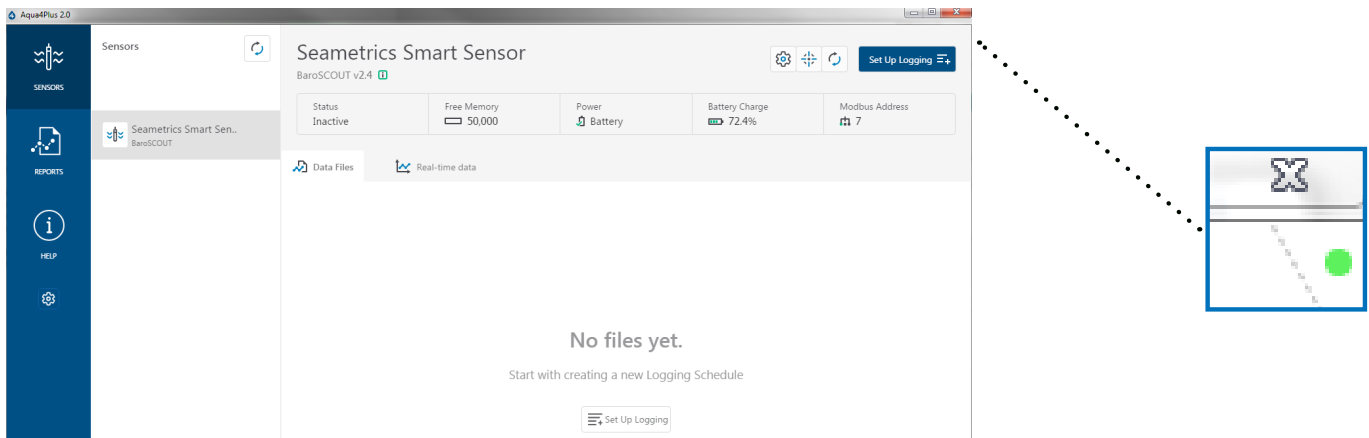 Aqua4Plus 2.0
SENSORS
REPORTS
HELP
Sensors
Seametrics Smart Sen..
BaroSCOUT
Seametrics Smart Sensor
BaroSCOUT v2.4
Set Up Logging
Status
Inactive
Free Memory
50,000
Power
Battery
Battery Charge
72.4%
Modbus Address
7
Data Files
Real-time data
No files yet.
Start with creating a new Logging Schedule
Set Up Logging